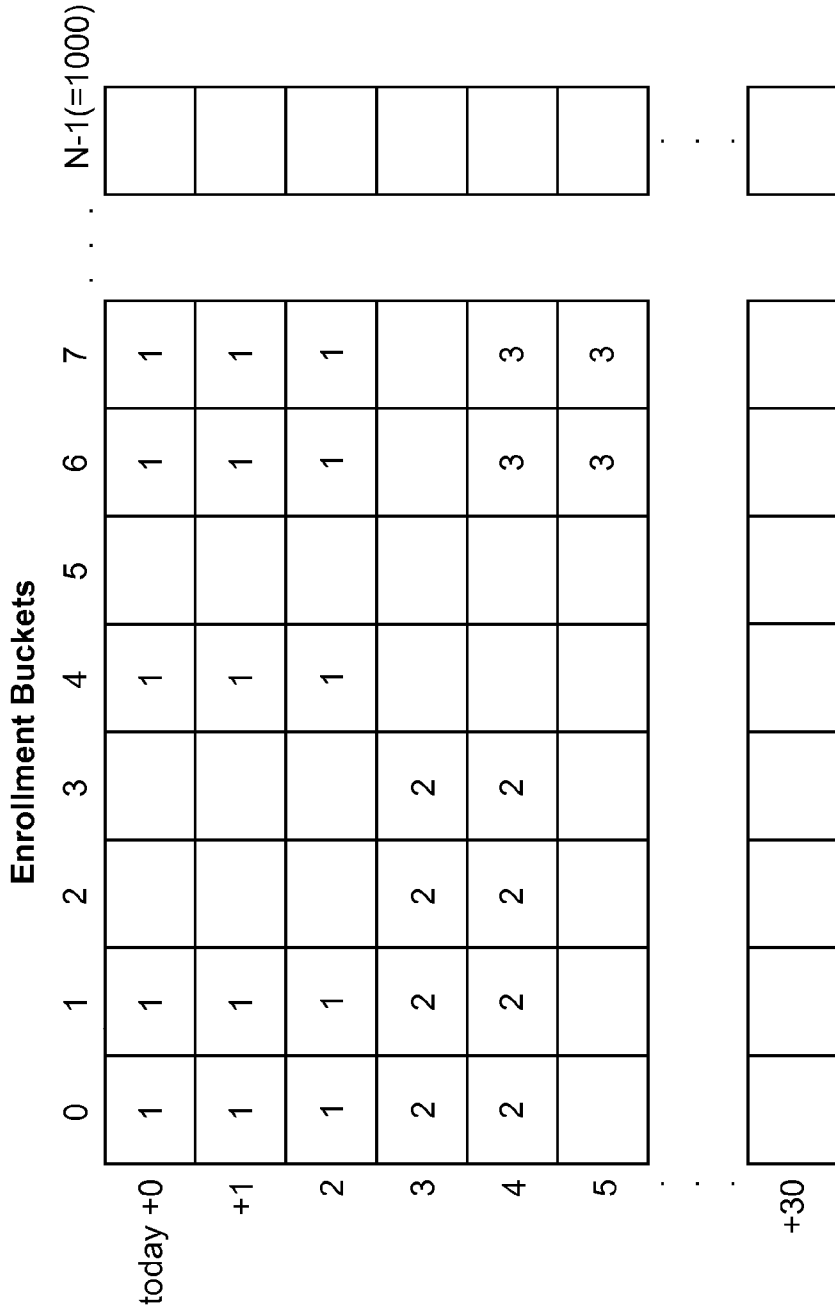 Enrollment Buckets
0 1 2 3 4 5 6 7 . . . N-1(=1000)
today +0 1 1 1 1 1
+1 1 1 1 1 1
2 1 1 1 1 1
3 2 2 2 2
4 2 2 2 2 3 3
5 3 3
. . . . . .
+30